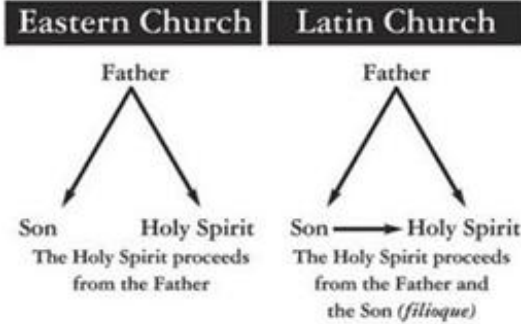 Eastern Church
Father
Son Holy Spirit
The Holy Spirit proceeds
from the Father
Latin Church
Father
Son Holy Spirit
The Holy Spirit proceeds
from the Father and
the Son (filioque)